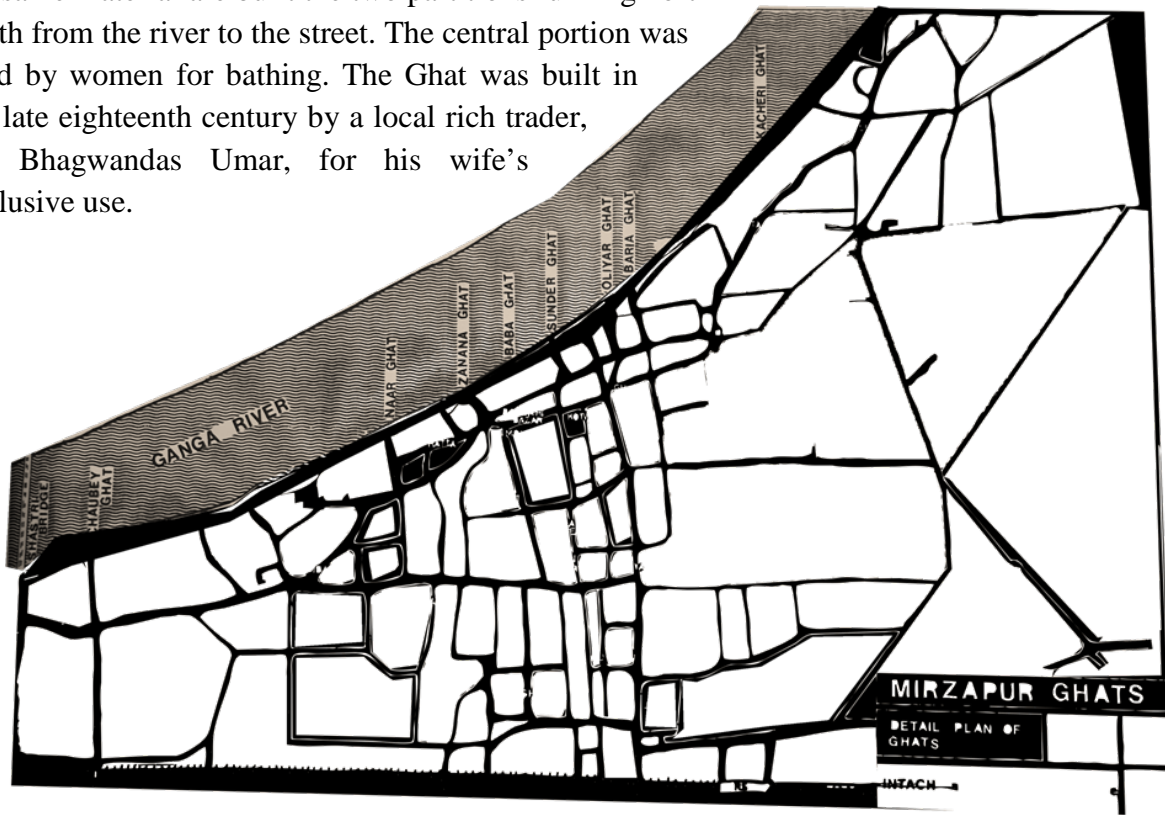 th from the river to the street. The central portion was
by women for bathing. The Ghat was built in
late eighteenth century by a local rich trader,
Bhagwandas Umar, for his wife's
lusive use.
KACHERI GHAT
OLIYAR GHAT
BARIA GHAT
SUNDER GHAT
BABA GHAT
ZANANA GHAT
NAAR GHAT
GANGA RIVER
CHAUBEY
GHAT
SHASTRI
BRIDGE
MIRZAPUR GHATS
DETAIL PLAN OF
GHATS
RS
INTACH